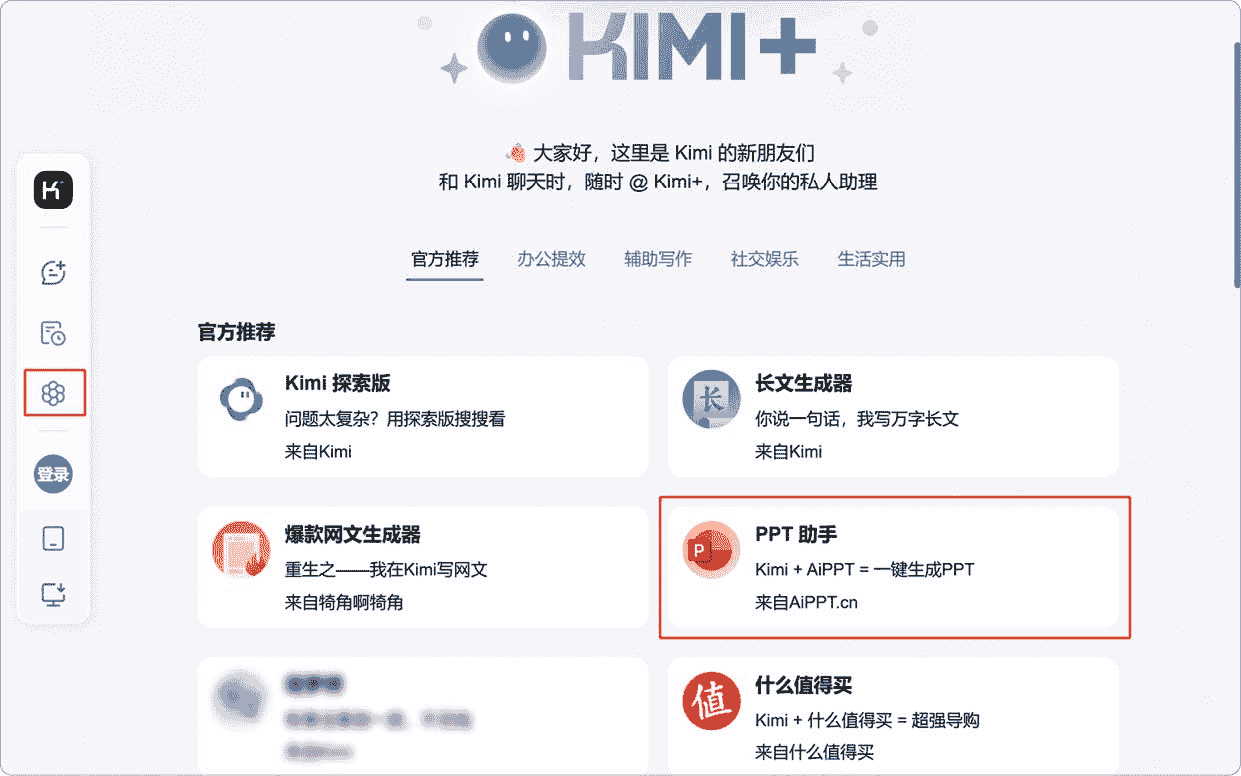 KIMI+
大家好，这里是 Kimi 的新朋友们
和 Kimi 聊天时，随时 @ Kimi+，召唤你的私人助理
官方推荐 办公提效 辅助写作 社交娱乐 生活实用
官方推荐
Kimi 探索版
问题太复杂？用探索版搜搜看
来自Kimi
长文生成器
你说一句话，我写万字长文
来自Kimi
爆款网文生成器
重生之——我在Kimi写网文
来自犄角啊犄角
PPT 助手
Kimi + AiPPT = 一键生成PPT
来自AiPPT.cn
什么值得买
Kimi + 什么值得买 = 超强导购
来自什么值得买
K
登录
长
P
值